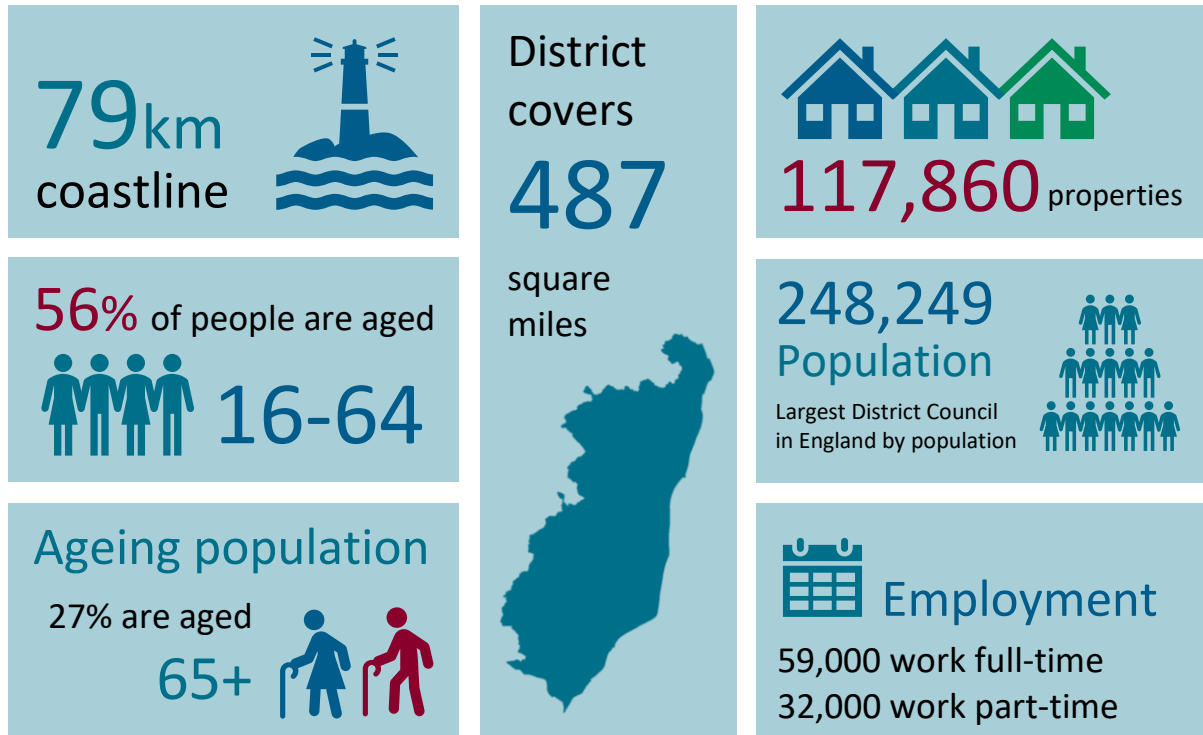 79km
coastline
56% of people are aged
16-64
Ageing population
27% are aged
65+
District
covers
487
square
miles
117,860 properties
248,249
Population
Largest District Council
in England by population
Employment
59,000 work full-time
32,000 work part-time